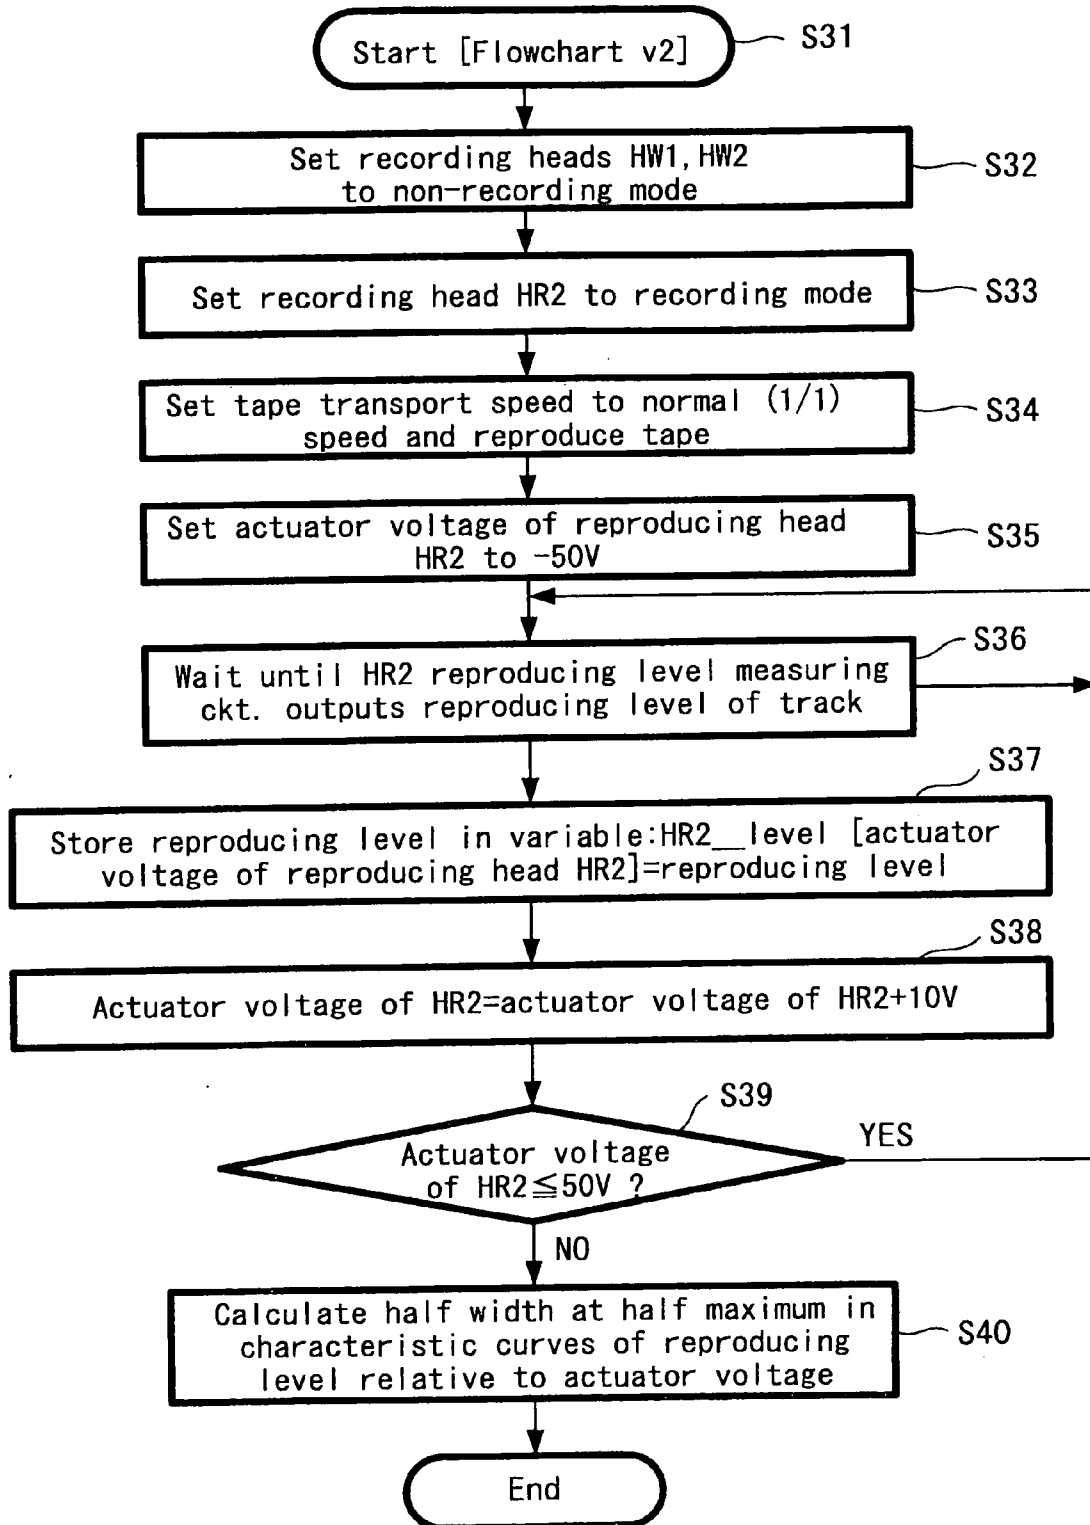 Start [Flowchart v2]
S31
Set recording heads HW1, HW2
to non-recording mode
S32
Set recording head HR2 to recording mode
S33
Set tape transport speed to normal (1/1)
speed and reproduce tape
S34
Set actuator voltage of reproducing head
HR2 to -50V
S35
Wait until HR2 reproducing level measuring
ckt. outputs reproducing level of track
S36
S37
Store reproducing level in variable:HR2__level [actuator
voltage of reproducing head HR2]=reproducing level
S38
Actuator voltage of HR2=actuator voltage of HR2+10V
S39
Actuator voltage
of HR2≦50V ?
YES
NO
Calculate half width at half maximum in
characteristic curves of reproducing
level relative to actuator voltage
S40
End